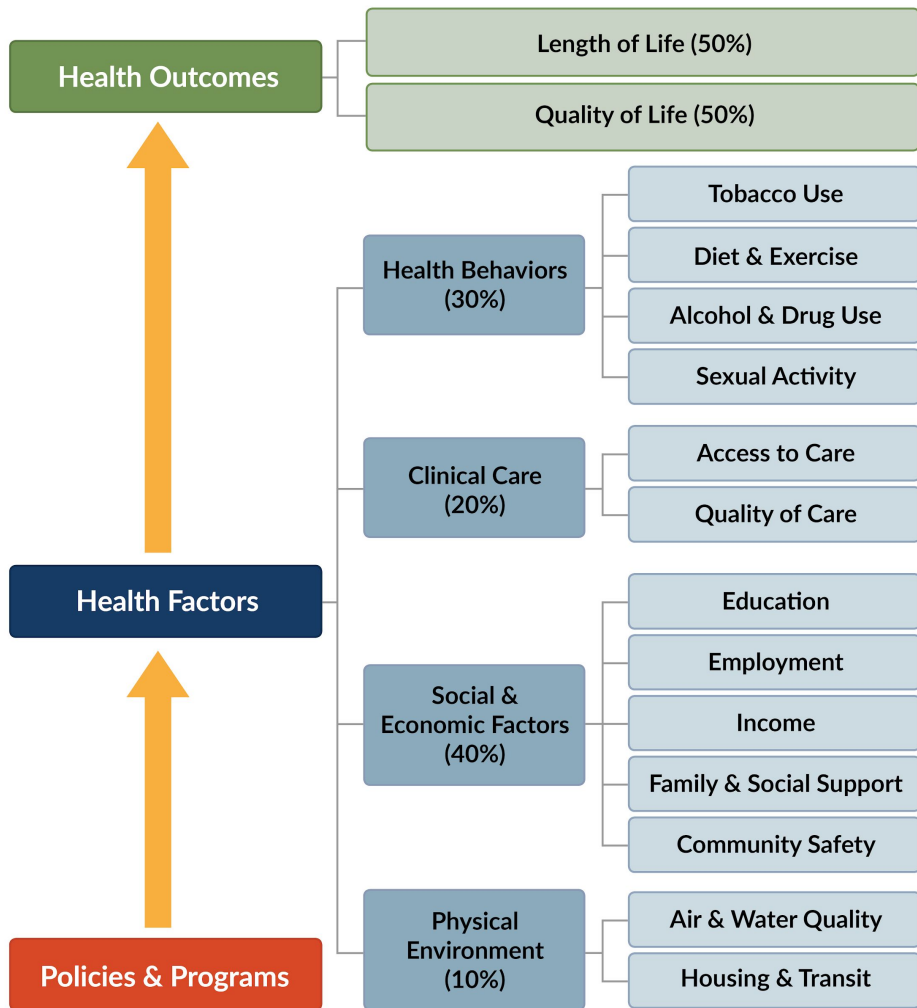 Health Outcomes
Length of Life (50%)
Quality of Life (50%)
Health Factors
Health Behaviors
(30%)
Tobacco Use
Diet & Exercise
Alcohol & Drug Use
Sexual Activity
Clinical Care
(20%)
Access to Care
Quality of Care
Social &
Economic Factors
(40%)
Education
Employment
Income
Family & Social Support
Community Safety
Physical
Environment
(10%)
Air & Water Quality
Housing & Transit
Policies & Programs